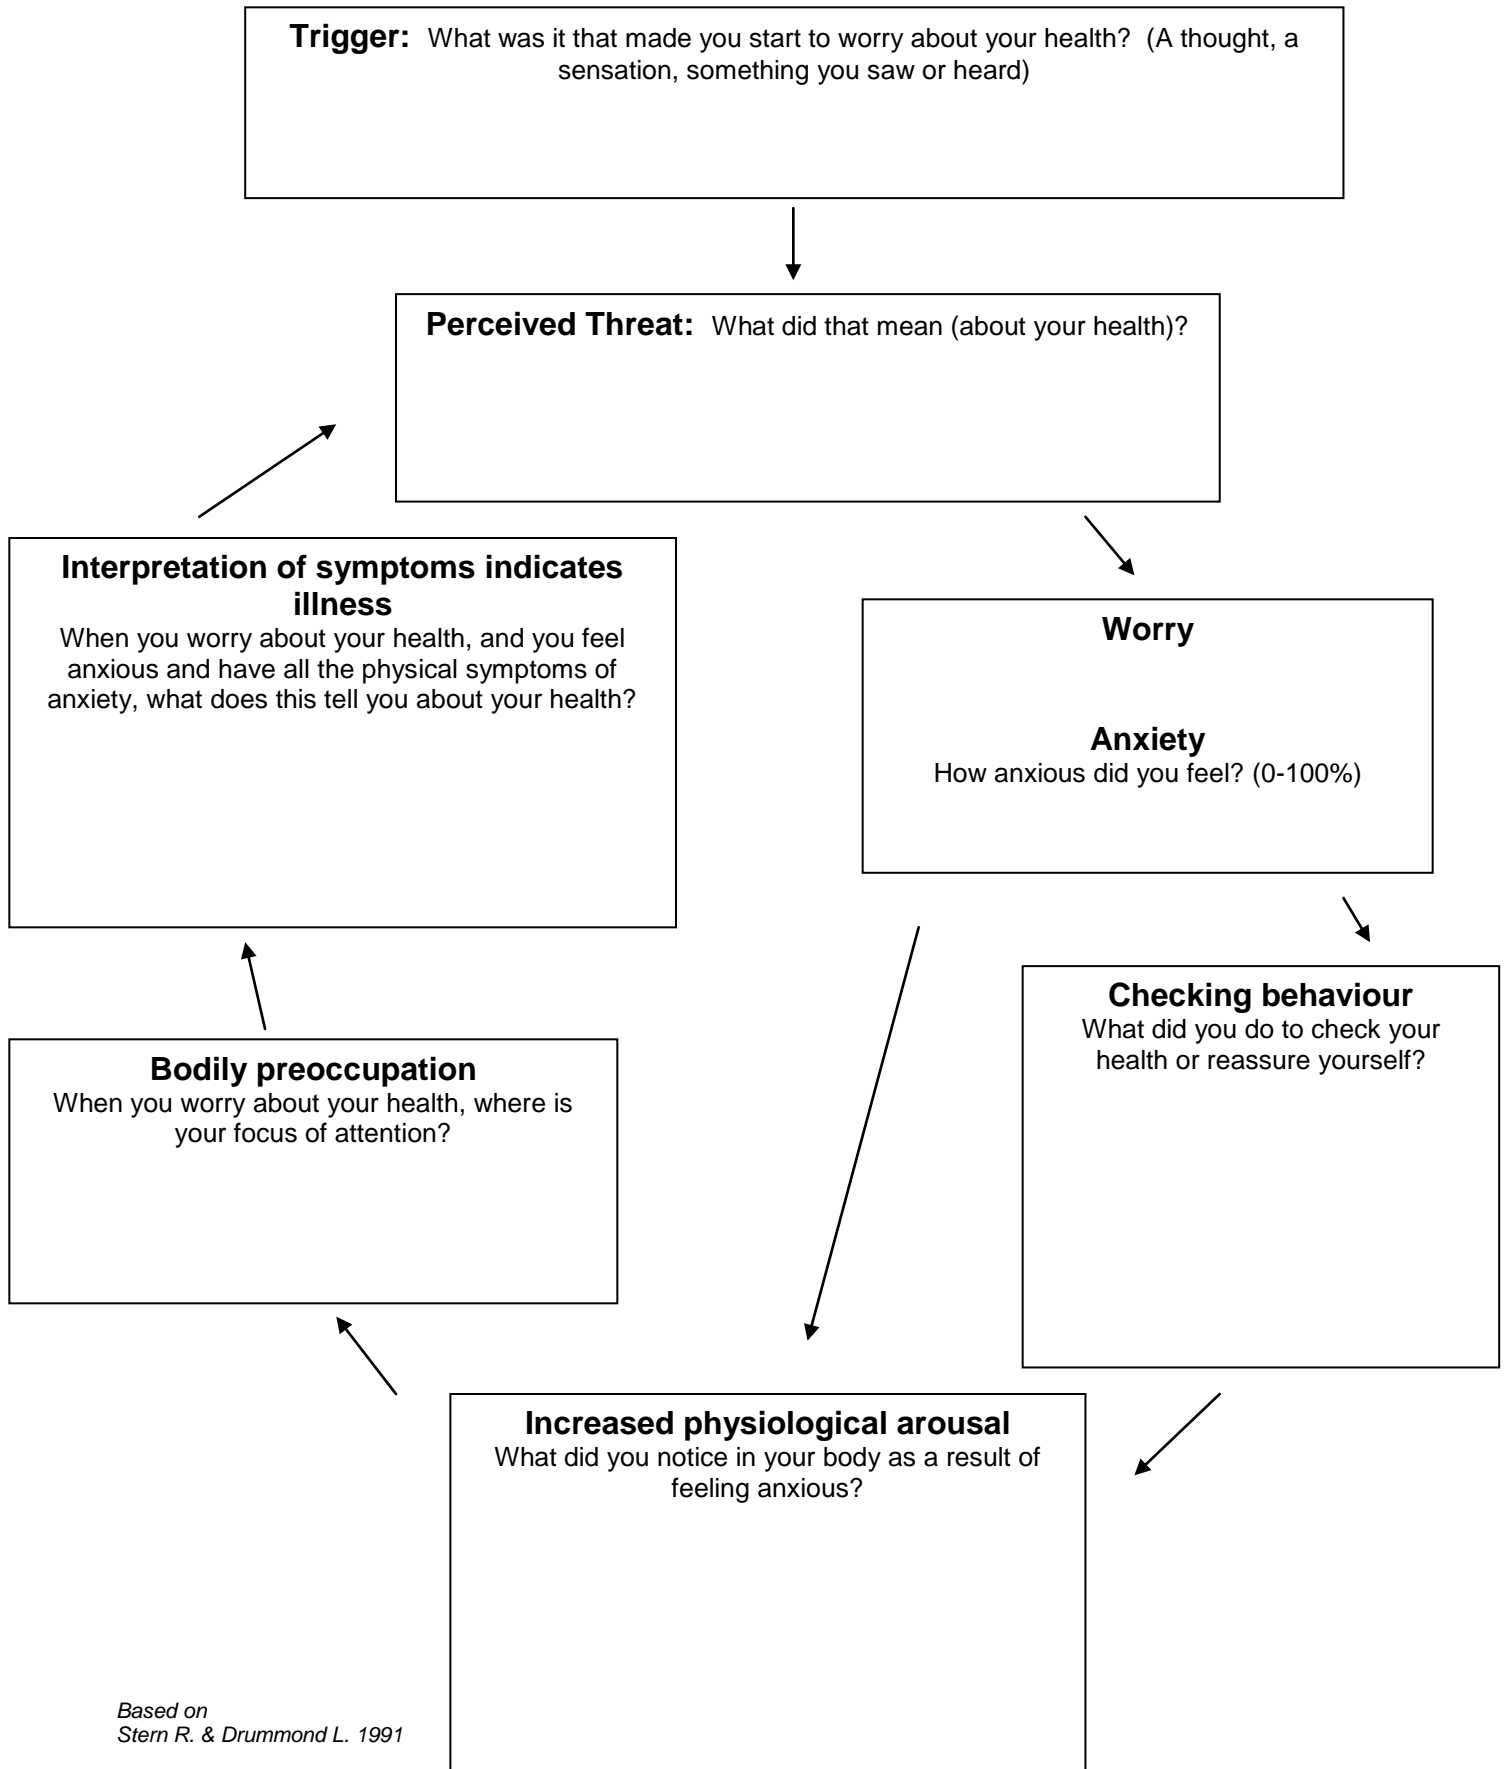 Trigger: What was it that made you start to worry about your health? (A thought, a
sensation, something you saw or heard)
Perceived Threat: What did that mean (about your health)?
Interpretation of symptoms indicates
illness
When you worry about your health, and you feel
anxious and have all the physical symptoms of
anxiety, what does this tell you about your health?
Worry
Anxiety
How anxious did you feel? (0-100%)
Checking behaviour
What did you do to check your
health or reassure yourself?
Bodily preoccupation
When you worry about your health, where is
your focus of attention?
Increased physiological arousal
What did you notice in your body as a result of
feeling anxious?
Based on
Stern R. & Drummond L. 1991